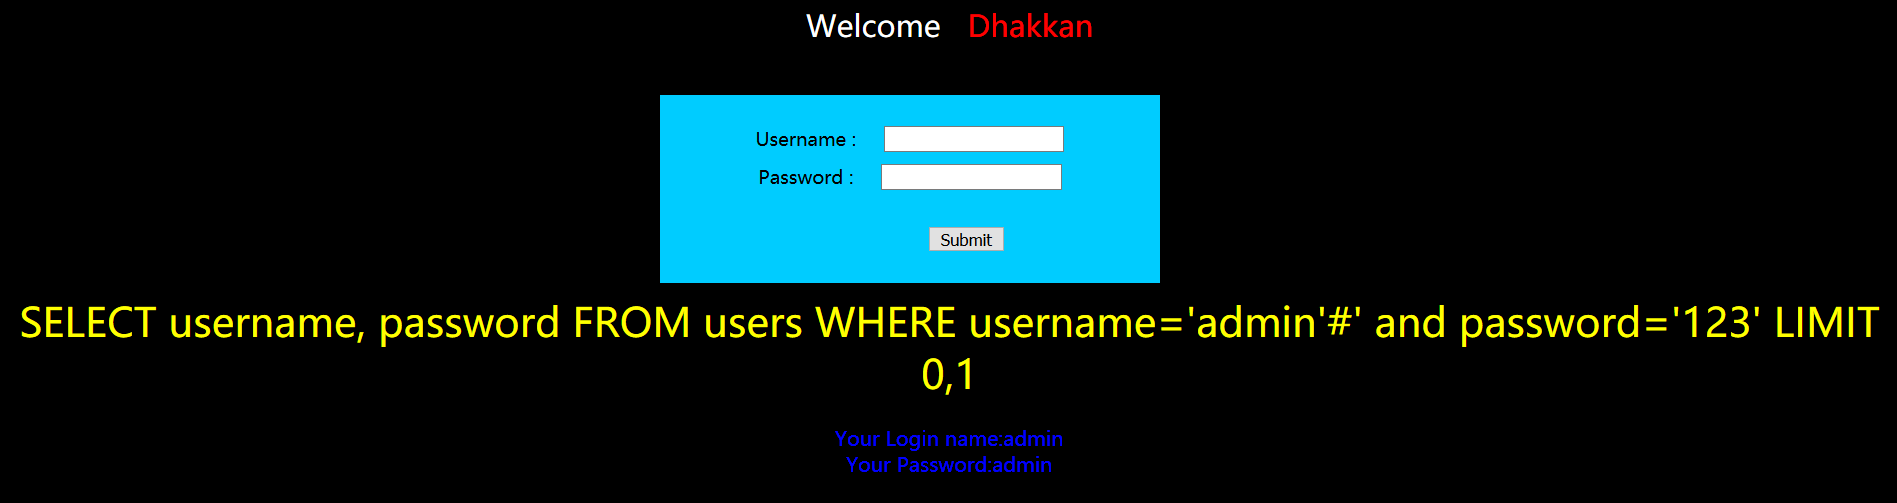 Welcome Dhakkan
Username :
Password :
Submit
SELECT username, password FROM users WHERE username='admin'#' and password='123' LIMIT
0,1
Your Login name:admin
Your Password:admin